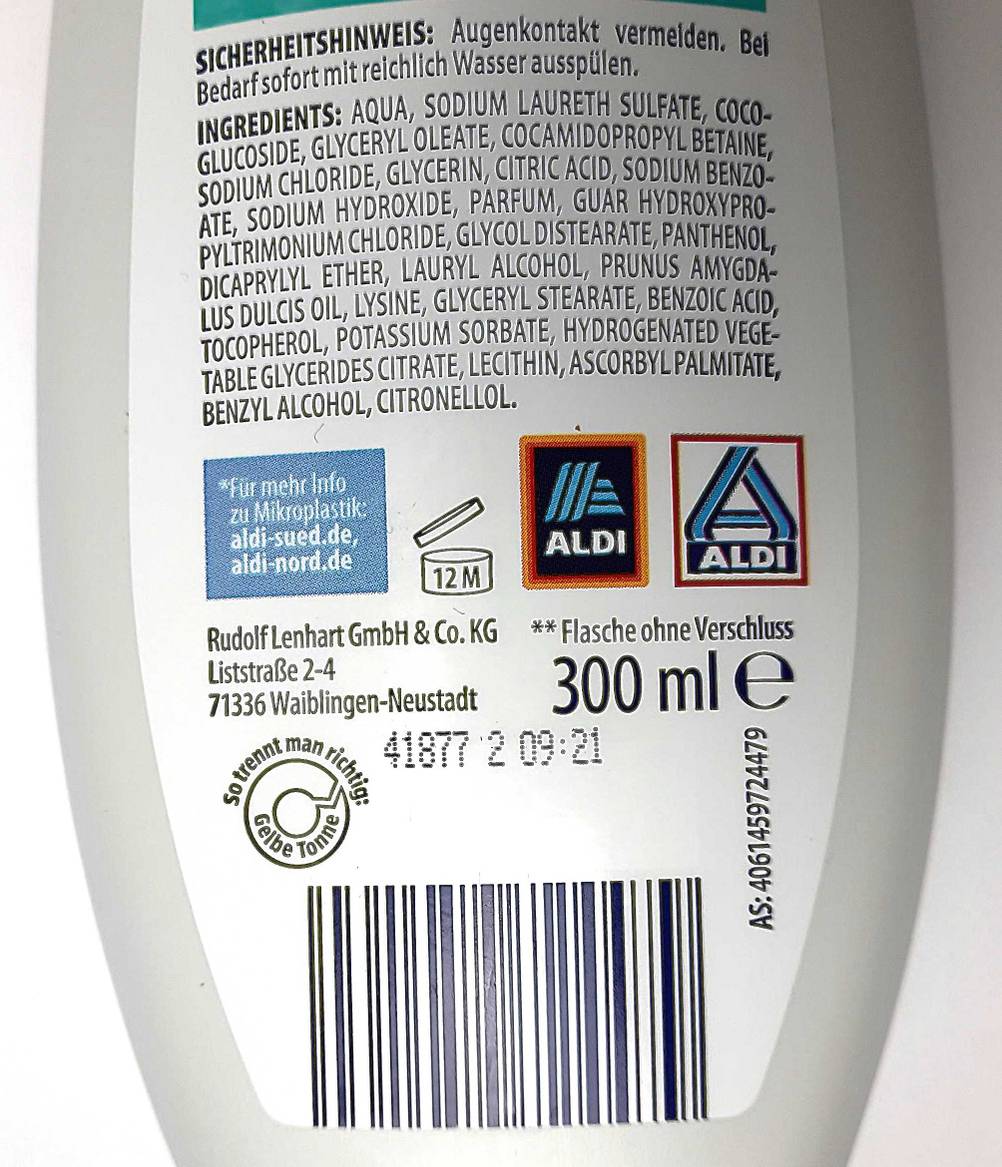 SICHERHEITSHINWEIS: Augenkontakt vermeiden. Bei
Bedarf sofort mit reichlich Wasser ausspülen.
INGREDIENTS: AQUA, SODIUM LAURETH SULFATE, COCO-
GLUCOSIDE, GLYCERYL OLEATE, COCAMIDOPROPYL BETAINE,
SODIUM CHLORIDE, GLYCERIN, CITRIC ACID, SODIUM BENZO-
ATE, SODIUM HYDROXIDE, PARFUM, GUAR HYDROXYPRO-
PYLTRIMONIUM CHLORIDE, GLYCOL DISTEARATE, PANTHENOL,
DICAPRYLYL ETHER, LAURYL ALCOHOL, PRUNUS AMYGDA-
LUS DULCIS OIL, LYSINE, GLYCERYL STEARATE, BENZOIC ACID,
TOCOPHEROL, POTASSIUM SORBATE, HYDROGENATED VEGE-
TABLE GLYCERIDES CITRATE, LECITHIN, ASCORBYL PALMITATE,
BENZYL ALCOHOL, CITRONELLOL.
*Für mehr Info
zu Mikroplastik:
aldi-sued.de,
aldi-nord.de
12 M
ALDI
ALDI
Rudolf Lenhart GmbH & Co. KG
Liststraße 2-4
71336 Waiblingen-Neustadt
** Flasche ohne Verschluss
300 ml e
41877 2 09:21
So trennt man richtig:
Gelbe Tonne
AS: 4061459724479